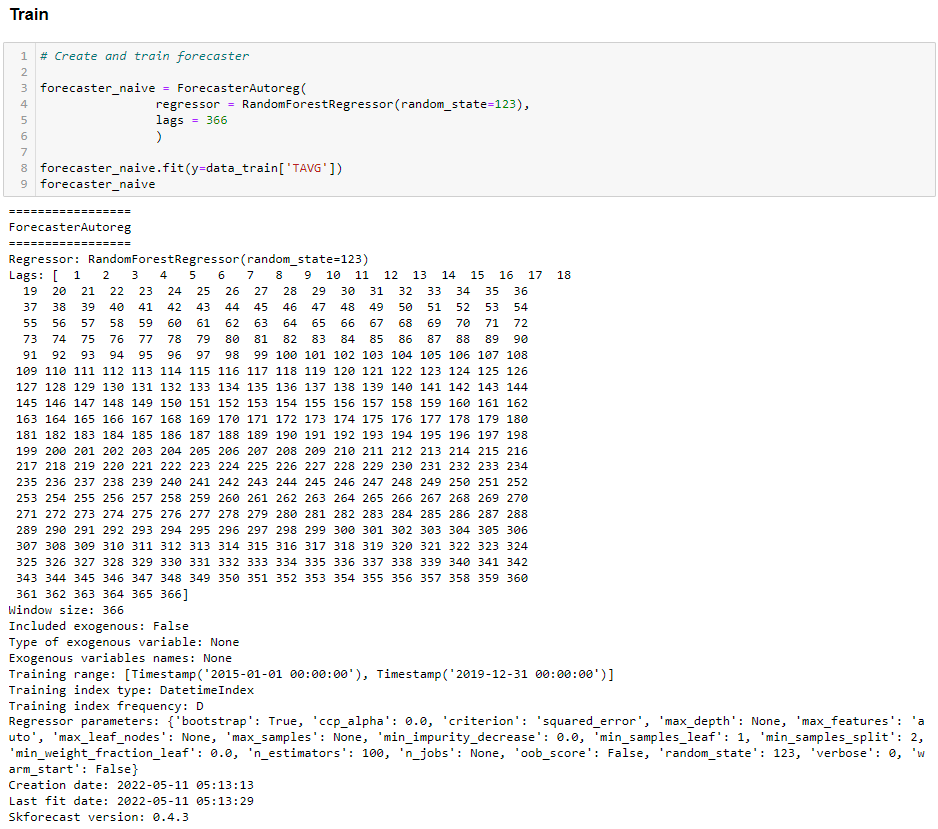 Train
1 # Create and train forecaster
2
3 forecaster_naive = ForecasterAutoreg(
4 regressor = RandomForestRegressor(random_state=123),
5 lags = 366
6 )
7
8 forecaster_naive.fit(y=data_train['TAVG'])
9 forecaster_naive
=================
ForecasterAutoreg
=================
Regressor: RandomForestRegressor(random_state=123)
Lags: [ 1 2 3 4 5 6 7 8 9 10 11 12 13 14 15 16 17 18
19 20 21 22 23 24 25 26 27 28 29 30 31 32 33 34 35 36
37 38 39 40 41 42 43 44 45 46 47 48 49 50 51 52 53 54
55 56 57 58 59 60 61 62 63 64 65 66 67 68 69 70 71 72
73 74 75 76 77 78 79 80 81 82 83 84 85 86 87 88 89 90
91 92 93 94 95 96 97 98 99 100 101 102 103 104 105 106 107 108
109 110 111 112 113 114 115 116 117 118 119 120 121 122 123 124 125 126
127 128 129 130 131 132 133 134 135 136 137 138 139 140 141 142 143 144
145 146 147 148 149 150 151 152 153 154 155 156 157 158 159 160 161 162
163 164 165 166 167 168 169 170 171 172 173 174 175 176 177 178 179 180
181 182 183 184 185 186 187 188 189 190 191 192 193 194 195 196 197 198
199 200 201 202 203 204 205 206 207 208 209 210 211 212 213 214 215 216
217 218 219 220 221 222 223 224 225 226 227 228 229 230 231 232 233 234
235 236 237 238 239 240 241 242 243 244 245 246 247 248 249 250 251 252
253 254 255 256 257 258 259 260 261 262 263 264 265 266 267 268 269 270
271 272 273 274 275 276 277 278 279 280 281 282 283 284 285 286 287 288
289 290 291 292 293 294 295 296 297 298 299 300 301 302 303 304 305 306
307 308 309 310 311 312 313 314 315 316 317 318 319 320 321 322 323 324
325 326 327 328 329 330 331 332 333 334 335 336 337 338 339 340 341 342
343 344 345 346 347 348 349 350 351 352 353 354 355 356 357 358 359 360
361 362 363 364 365 366]
Window size: 366
Included exogenous: False
Type of exogenous variable: None
Exogenous variables names: None
Training range: [Timestamp('2015-01-01 00:00:00'), Timestamp('2019-12-31 00:00:00')]
Training index type: DatetimeIndex
Training index frequency: D
Regressor parameters: {'bootstrap': True, 'ccp_alpha': 0.0, 'criterion': 'squared_error', 'max_depth': None, 'max_features': 'a
uto', 'max_leaf_nodes': None, 'max_samples': None, 'min_impurity_decrease': 0.0, 'min_samples_leaf': 1, 'min_samples_split': 2,
'min_weight_fraction_leaf': 0.0, 'n_estimators': 100, 'n_jobs': None, 'oob_score': False, 'random_state': 123, 'verbose': 0, 'w
arm_start': False}
Creation date: 2022-05-11 05:13:13
Last fit date: 2022-05-11 05:13:29
Skforecast version: 0.4.3